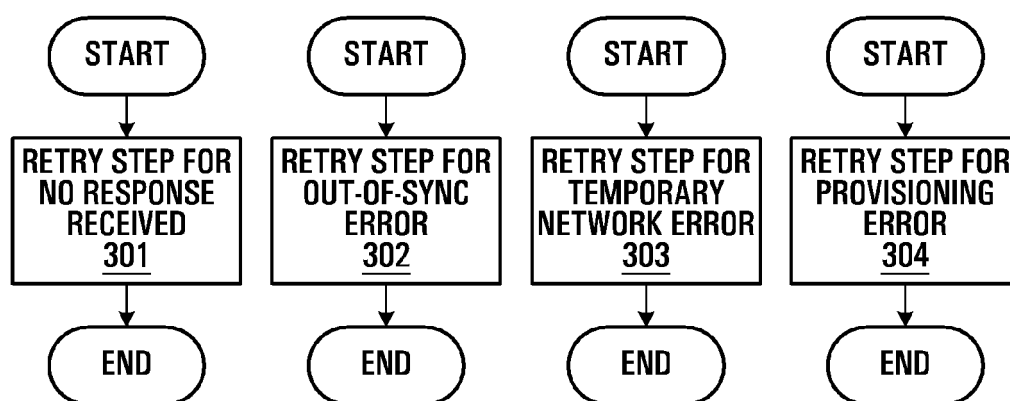 START
RETRY STEP FOR
NO RESPONSE
RECEIVED
301
END
START
RETRY STEP FOR
OUT-OF-SYNC
ERROR
302
END
START
RETRY STEP FOR
TEMPORARY
NETWORK ERROR
303
END
START
RETRY STEP FOR
PROVISIONING
ERROR
304
END